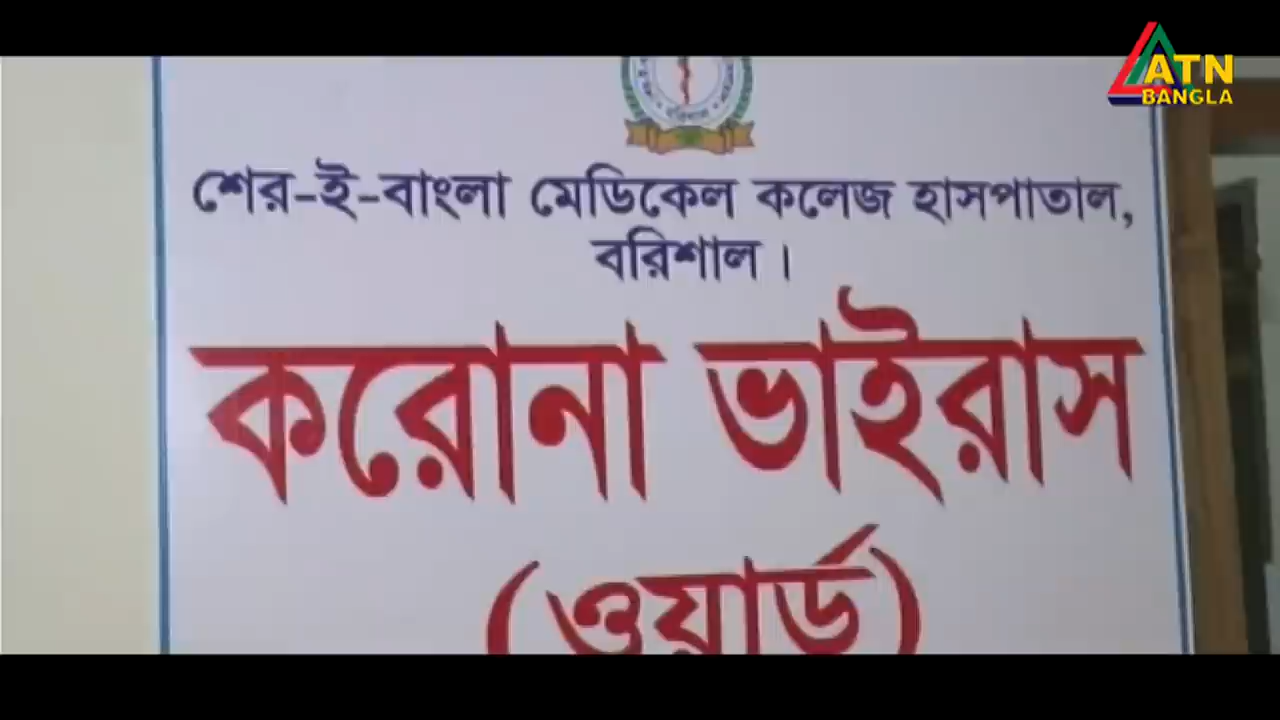 ATN
BANGLA
শের-ই-বাংলা মেডিকেল কলেজ হাসপাতাল,
বরিশাল।
করোনা ভাইরাস
(ওয়ার্ড)